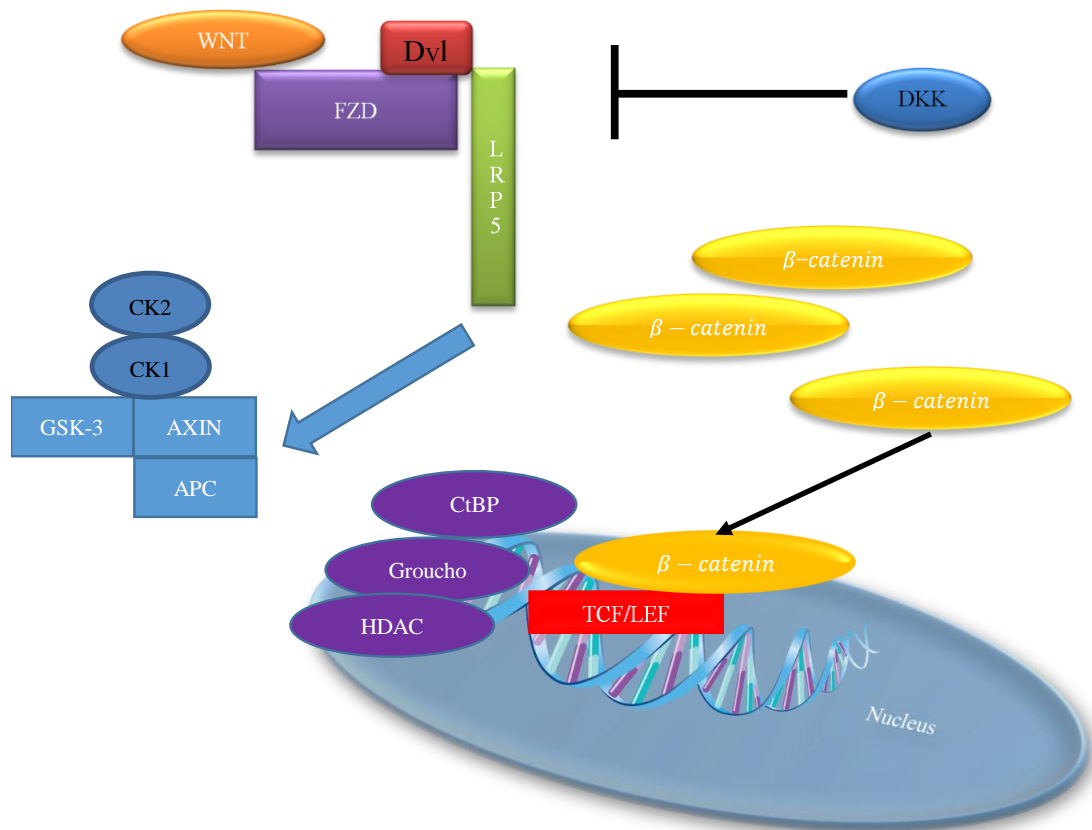 WNT
Dvl
FZD
DKK
L
R
P
5
β–catenin
β – catenin
β – catenin
CK2
CK1
GSK-3
AXIN
APC
CtBP
Groucho
HDAC
β – catenin
TCF/LEF
Nucleus